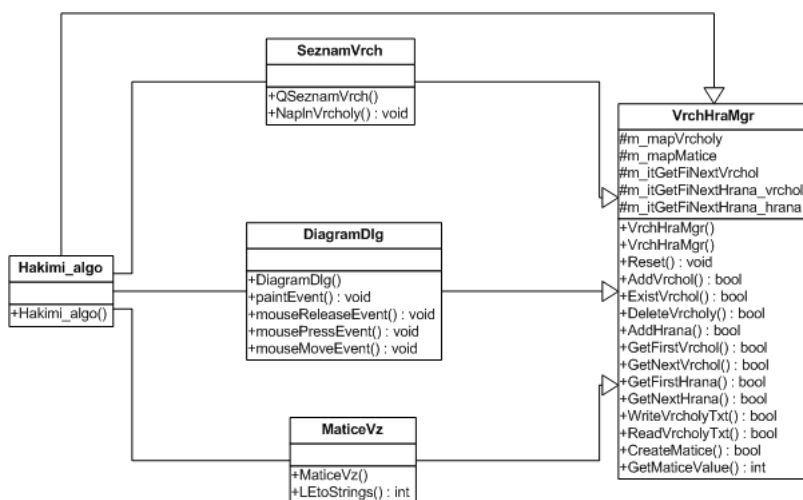 SeznamVrch
+QSeznamVrch()
+NaplnVrcholy() : void
VrchHraMgr
#m_mapVrcholy
#m_mapMatice
#m_itGetFiNextVrchol
#m_itGetFiNextHrana_vrchol
#m_itGetFiNextHrana_hrana
+VrchHraMgr()
+VrchHraMgr()
+Reset() : void
+AddVrchol() : bool
+ExistVrchol() : bool
+DeleteVrcholy() : bool
+AddHrana() : bool
+GetFirstVrchol() : bool
+GetNextVrchol() : bool
+GetFirstHrana() : bool
+GetNextHrana() : bool
+WriteVrcholyTxt() : bool
+ReadVrcholyTxt() : bool
+CreateMatice() : bool
+GetMaticeValue() : int
DiagramDlg
+DiagramDlg()
+paintEvent() : void
+mouseReleaseEvent() : void
+mousePressEvent() : void
+mouseMoveEvent() : void
Hakimi_algo
+Hakimi_algo()
MaticeVz
+MaticeVz()
+LEtoStrings() : int